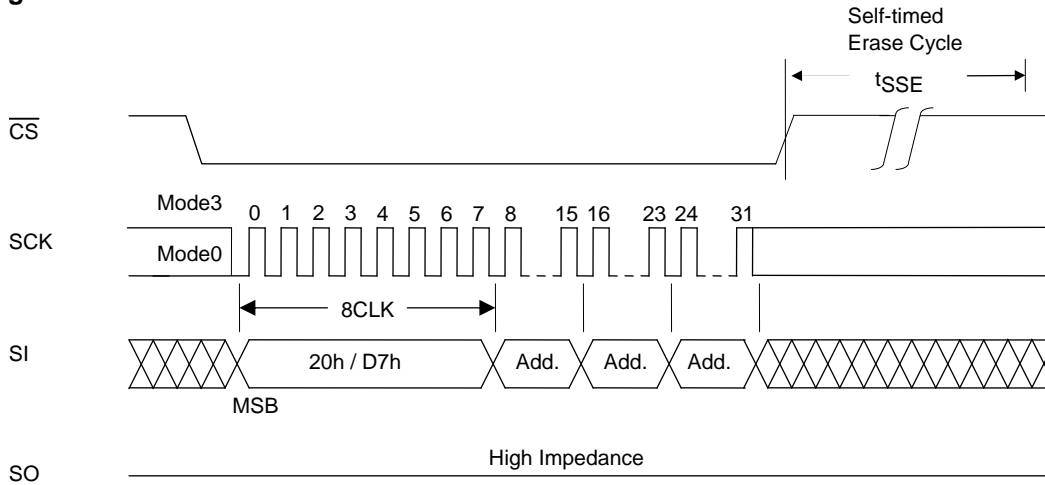 g
Self-timed
Erase Cycle
tSSE
CS
Mode3
0 1 2 3 4 5 6 7 8 15 16 23 24 31
SCK
Mode0
8CLK
SI
20h / D7h Add. Add. Add.
MSB
High Impedance
SO